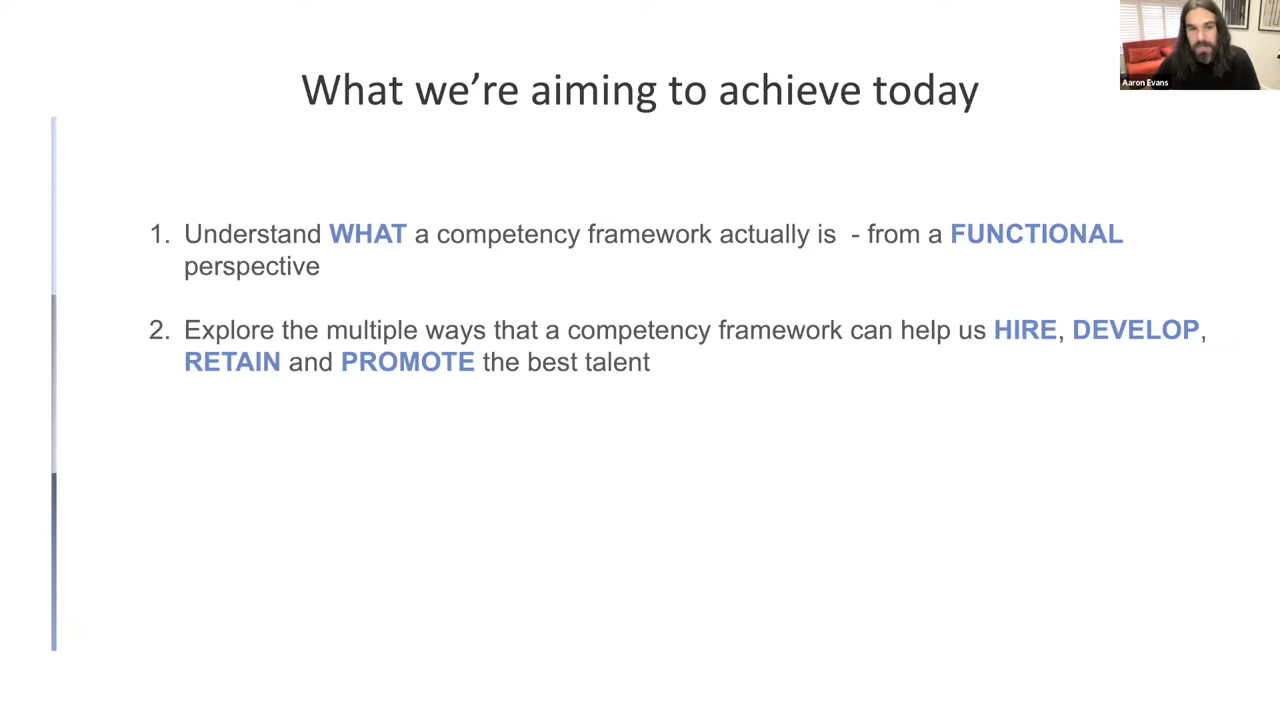 Aaron Evans
What we're aiming to achieve today
1. Understand WHAT a competency framework actually is - from a FUNCTIONAL
perspective
2. Explore the multiple ways that a competency framework can help us HIRE, DEVELOP,
RETAIN and PROMOTE the best talent